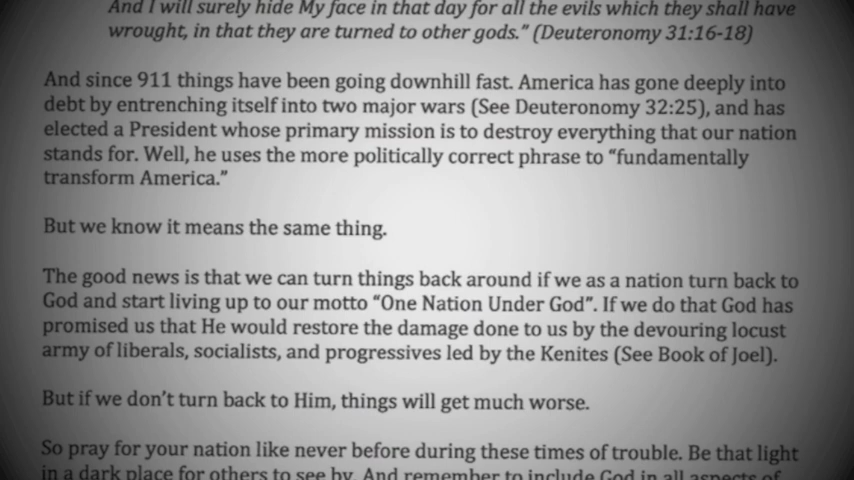 And I will surely hide My face in that day for all the evils which they shall have
wrought, in that they are turned to other gods." (Deuteronomy 31:16-18)
And since 911 things have been going downhill fast. America has gone deeply into
debt by entrenching itself into two major wars (See Deuteronomy 32:25), and has
elected a President whose primary mission is to destroy everything that our nation
stands for. Well, he uses the more politically correct phrase to “fundamentally
transform America.”
But we know it means the same thing.
The good news is that we can turn things back around if we as a nation turn back to
God and start living up to our motto “One Nation Under God”. If we do that God has
promised us that He would restore the damage done to us by the devouring locust
army of liberals, socialists, and progressives led by the Kenites (See Book of Joel).
But if we don’t turn back to Him, things will get much worse.
So pray for your nation like never before during these times of trouble. Be that light
in a dark place for others to see by. And remember to include God in all aspects of